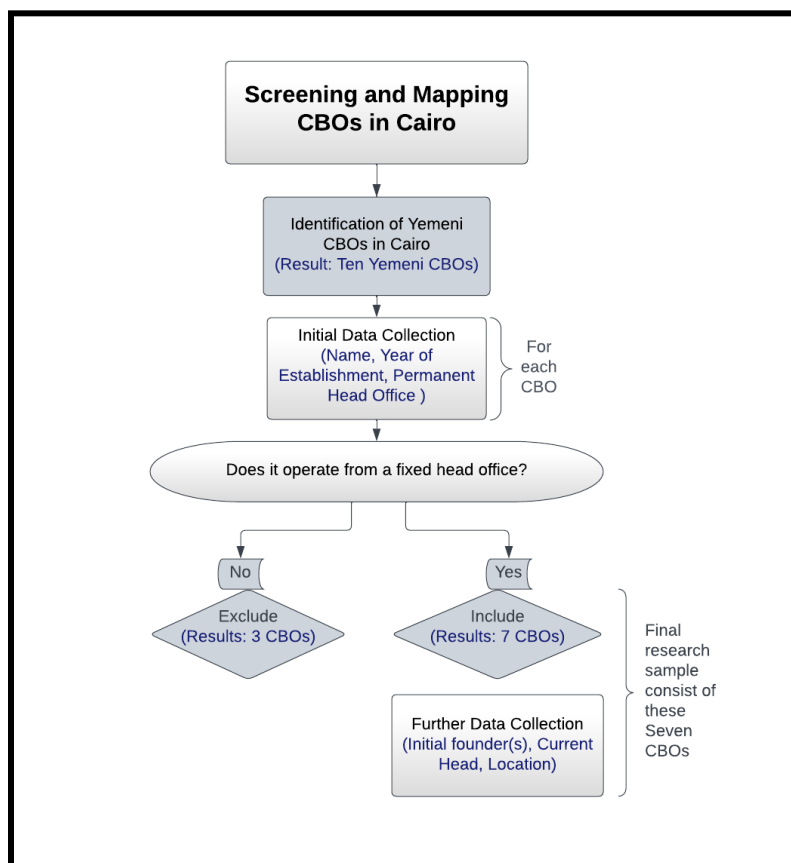 Screening and Mapping
CBOs in Cairo
Identification of Yemeni
CBOs in Cairo
(Result: Ten Yemeni CBOs)
Initial Data Collection
(Name, Year of
Establishment, Permanent
Head Office )
For
each
CBO
Does it operate from a fixed head office?
No
Yes
Exclude
(Results: 3 CBOs)
Include
(Results: 7 CBOs)
Further Data Collection
(Initial founder(s), Current
Head, Location)
Final
research
sample
consist of
these
Seven
CBOs